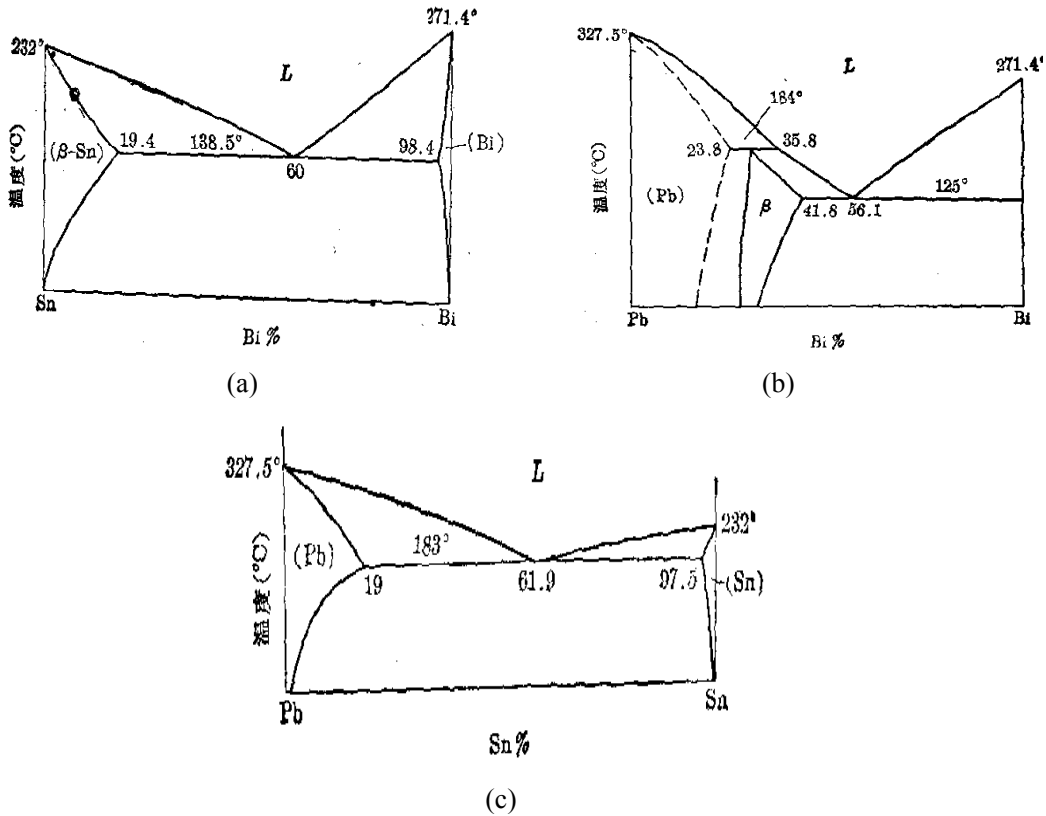 271.4°
232°
L
19.4
138.5°
98.4
(Bi)
(β-Sn)
60
温度(°C)
Sn
Bi
Bi %
(a)
327.5°
L
271.4°
184°
23.8
35.8
(Pb)
β
125°
41.8
56.1
温度(°C)
Pb
Bi
Bi %
(b)
327.5°
L
232°
(Pb)
183°
19
61.9
97.5
(Sn)
温度(°C)
Pb
Sn
Sn%
(c)